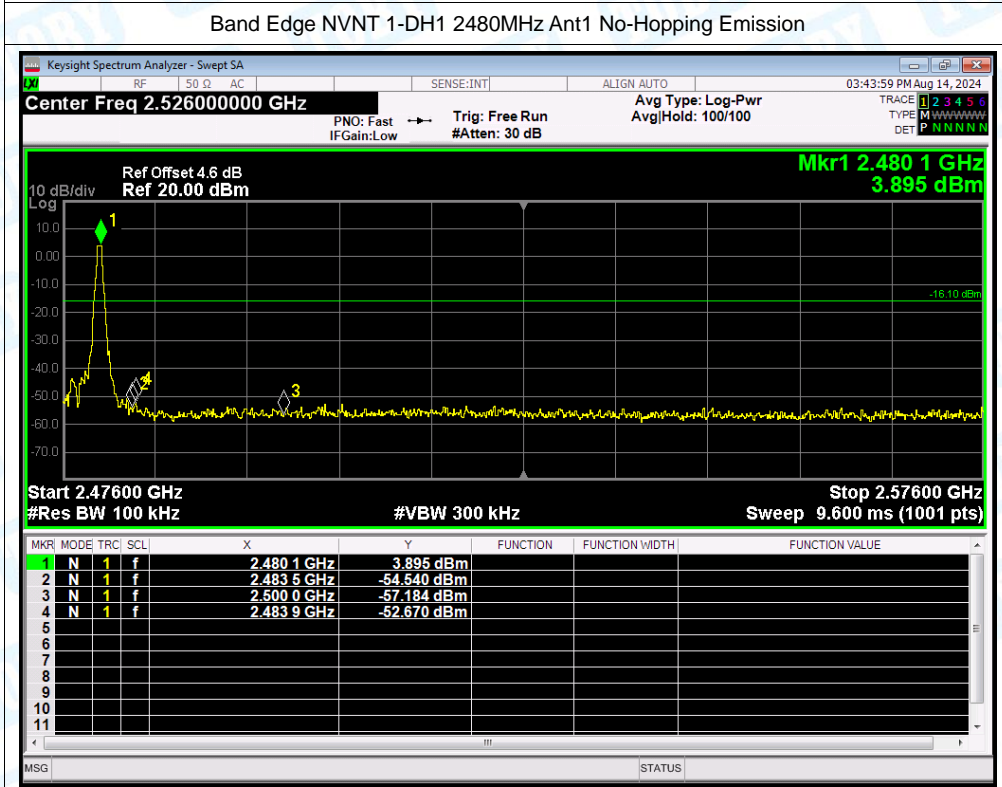 Band Edge NVNT 1-DH1 2480MHz Ant1 No-Hopping Emission
Keysight Spectrum Analyzer - Swept SA
LXI RF 50 Ω AC SENSE:INT ALIGN AUTO 03:43:59 PM Aug 14, 2024
Center Freq 2.526000000 GHz Avg Type: Log-Pwr TRACE 1 2 3 4 5 6
PNO: Fast Trig: Free Run Avg|Hold: 100/100 TYPE M WWWWW
IFGain:Low #Atten: 30 dB DET P N N N N N
Mkr1 2.480 1 GHz
Ref Offset 4.6 dB
10 dB/div Ref 20.00 dBm 3.895 dBm
Log
1
10.0
0.00
-10.0
-16.10 dBm
-20.0
-30.0
-40.0
2 4
3
-50.0
-60.0
-70.0
Start 2.47600 GHz Stop 2.57600 GHz
#Res BW 100 kHz #VBW 300 kHz Sweep 9.600 ms (1001 pts)
MKR MODE TRC SCL X Y FUNCTION FUNCTION WIDTH FUNCTION VALUE
1 N 1 f 2.480 1 GHz 3.895 dBm
2 N 1 f 2.483 5 GHz -54.540 dBm
3 N 1 f 2.500 0 GHz -57.184 dBm
4 N 1 f 2.483 9 GHz -52.670 dBm
5
6
7
8
9
10
11
MSG STATUS